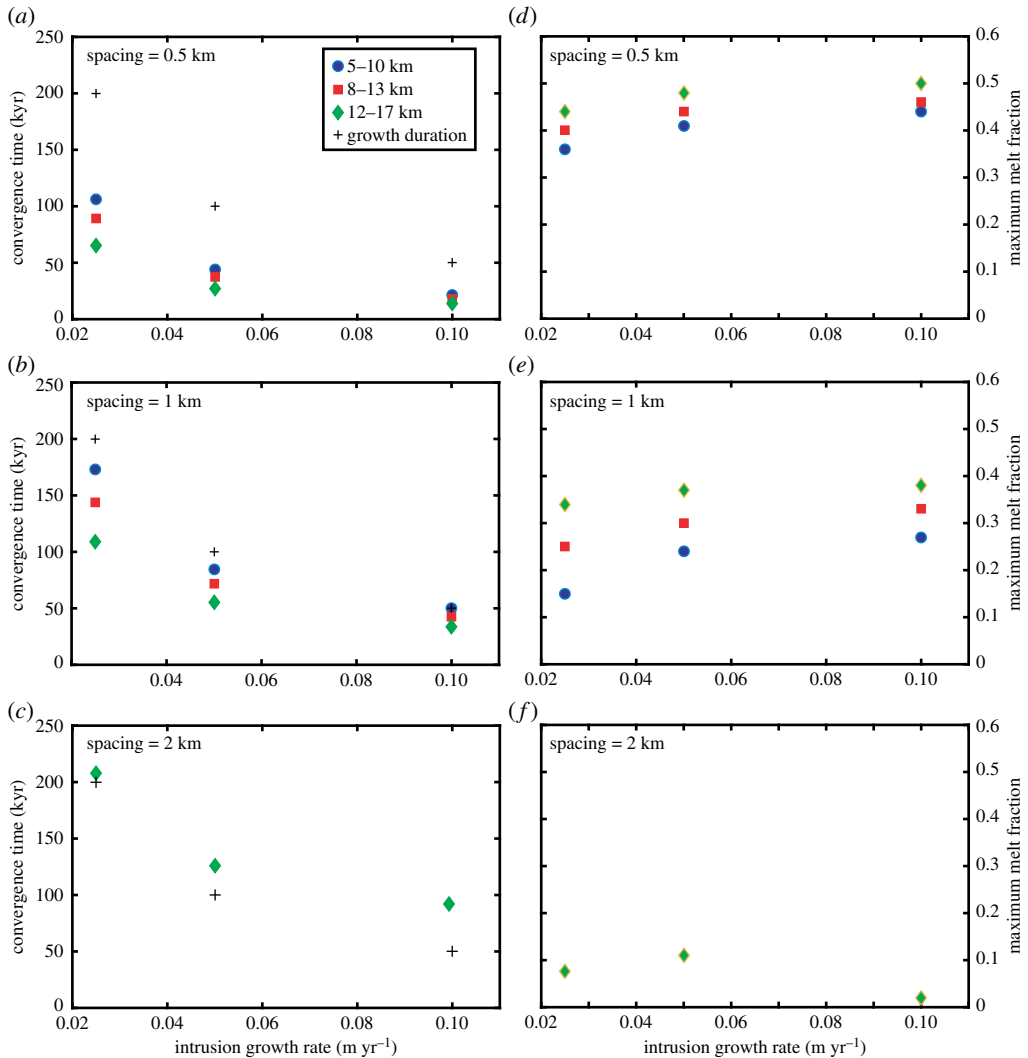 (a)
250
200
150
100
50
0
convergence time (kyr)
spacing = 0.5 km
5–10 km
8–13 km
12–17 km
growth duration
0.02 0.04 0.06 0.08 0.10
(d)
spacing = 0.5 km
0.6
0.5
0.4
0.3
0.2
0.1
0
maximum melt fraction
0.02 0.04 0.06 0.08 0.10
(b)
250
200
150
100
50
0
convergence time (kyr)
spacing = 1 km
0.04 0.06 0.08 0.10
(e)
spacing = 1 km
0.6
0.5
0.4
0.3
0.2
0.1
0
maximum melt fraction
0.02 0.04 0.06 0.08 0.10
(c)
250
200
150
100
50
0
convergence time (kyr)
spacing = 2 km
0.02 0.04 0.06 0.08 0.10
intrusion growth rate (m yr⁻¹)
(f)
spacing = 2 km
0.6
0.5
0.4
0.3
0.2
0.1
0
maximum melt fraction
0.02 0.04 0.06 0.08 0.10
intrusion growth rate (m yr⁻¹)